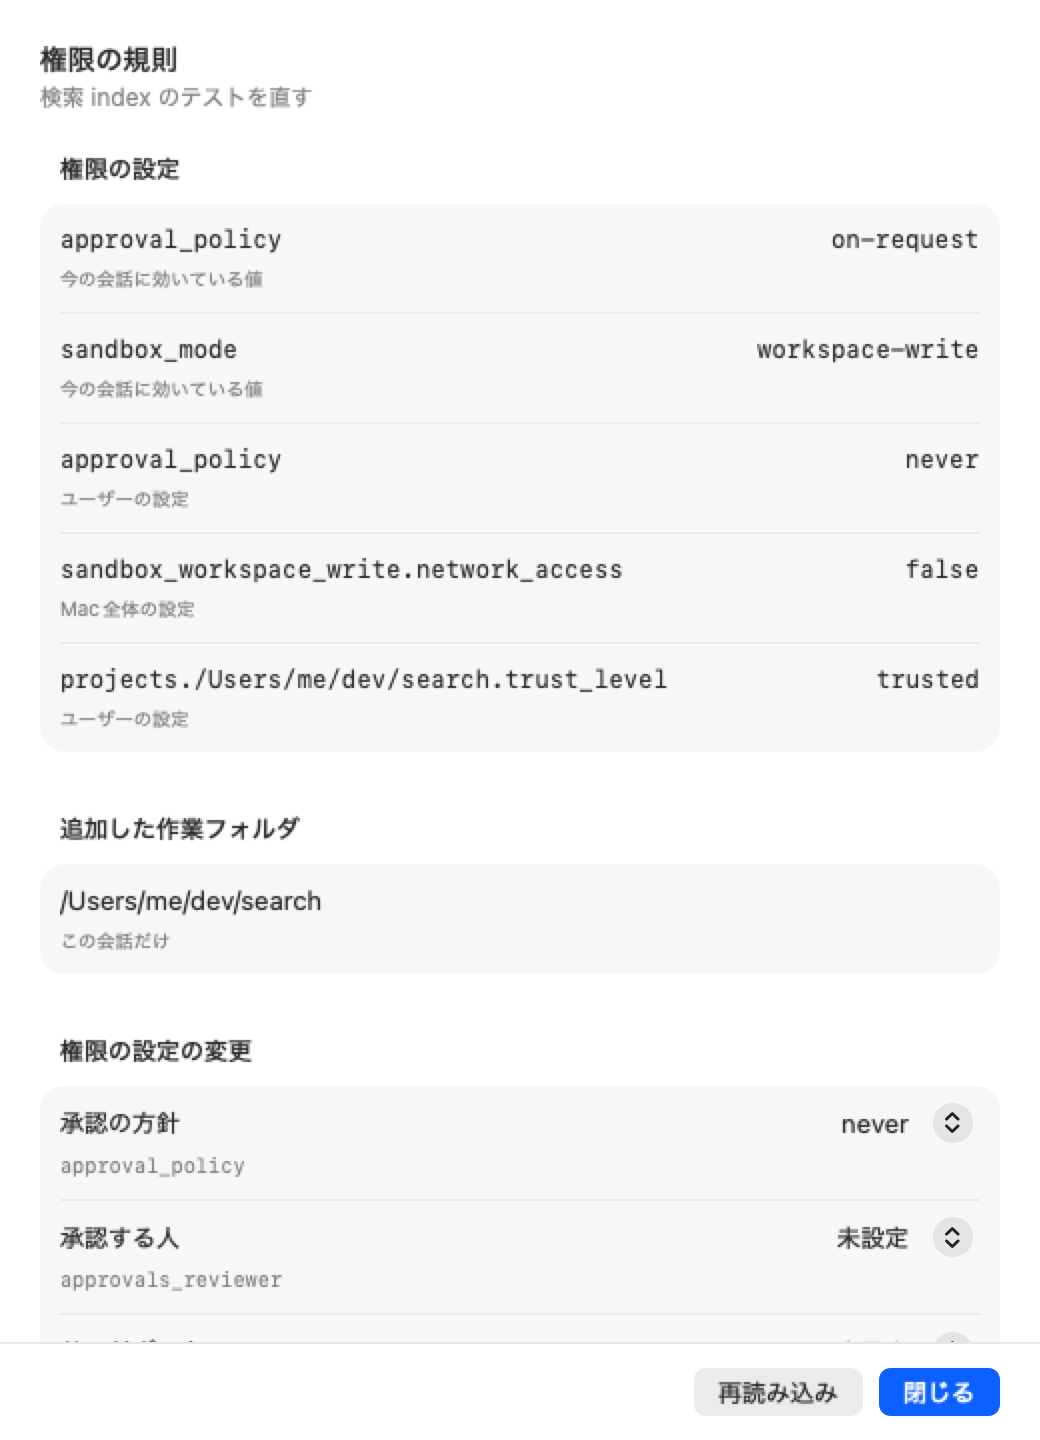 権限の規則
検索 index のテストを直す
権限の設定
approval_policy on-request
今の会話に効いている値
sandbox_mode workspace-write
今の会話に効いている値
approval_policy never
ユーザーの設定
sandbox_workspace_write.network_access false
Mac全体の設定
projects./Users/me/dev/search.trust_level trusted
ユーザーの設定
追加した作業フォルダ
/Users/me/dev/search
この会話だけ
権限の設定の変更
承認の方針 never
approval_policy
承認する人 未設定
approvals_reviewer
再読み込み 閉じる